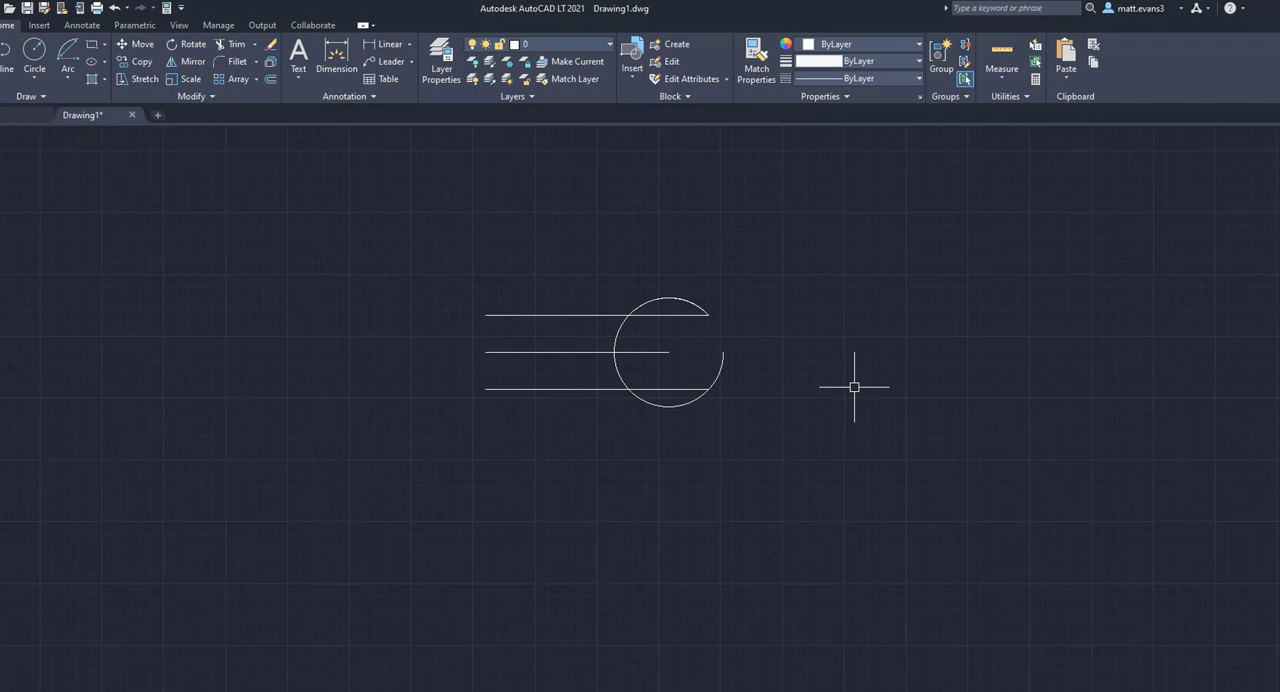 Autodesk AutoCAD LT 2021 Drawing1.dwg
Type a keyword or phrase
matt.evans3
Insert Annotate Parametric View Manage Output Collaborate
Circle
Arc
Draw
Move
Rotate
Trim
Copy
Mirror
Fillet
Stretch
Scale
Array
Modify
Text
Dimension
Linear
Leader
Table
Annotation
Layer
Properties
0
Make Current
Match Layer
Layers
Insert
Create
Edit
Edit Attributes
Block
Match
Properties
ByLayer
ByLayer
ByLayer
Properties
Group
Groups
Measure
Utilities
Paste
Clipboard
Drawing1*